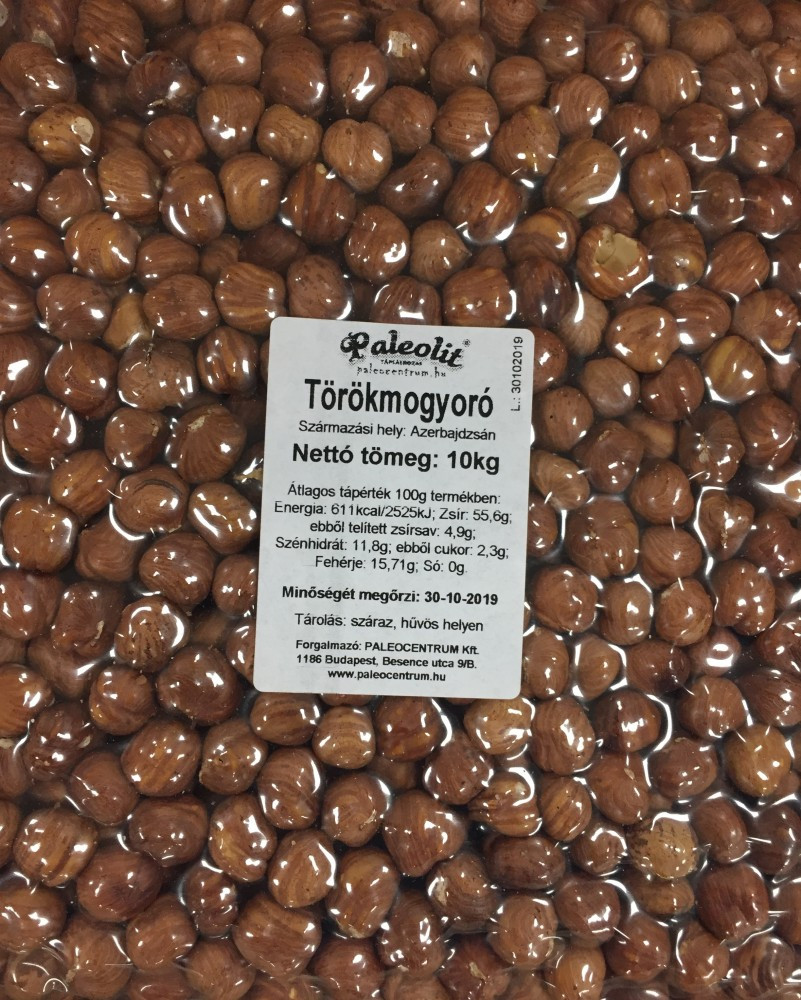 Paleolit®
TÁPLÁLKOZÁS
paleocentrum.hu
L.: 30102019
Törökmogyoró
Származási hely: Azerbajdzsán
Nettó tömeg: 10kg
Átlagos tápérték 100g termékben:
Energia: 611kcal/2525kJ; Zsír: 55,6g;
ebből telített zsírsav: 4,9g;
Szénhidrát: 11,8g; ebből cukor: 2,3g;
Fehérje: 15,71g; Só: 0g
Minőségét megőrzi: 30-10-2019
Tárolás: száraz, hűvös helyen
Forgalmazó: PALEOCENTRUM Kft.
1186 Budapest, Besence utca 9/B.
www.paleocentrum.hu